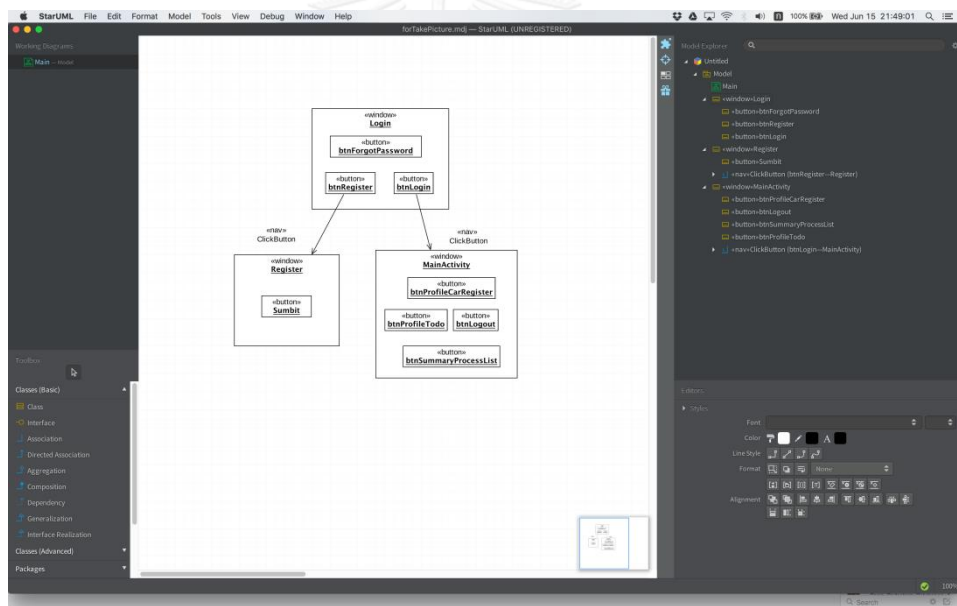 StarUML File Edit Format Model Tools View Debug Window Help
100% Wed Jun 15 21:49:01
forTakePicture.mdj — StarUML (UNREGISTERED)
Working Diagrams
Main — Model
«window»
Login
«button»
btnForgotPassword
«button»
btnRegister
«button»
btnLogin
«nav»
ClickButton
«nav»
ClickButton
«window»
Register
«button»
Sumbit
«window»
MainActivity
«button»
btnProfileCarRegister
«button»
btnProfileTodo
«button»
btnLogout
«button»
btnSummaryProcessList
Toolbox
Classes (Basic)
Class
Interface
Association
Directed Association
Aggregation
Composition
Dependency
Generalization
Interface Realization
Classes (Advanced)
Packages
Model Explorer
Untitled
Model
Main
«window»Login
«button»btnForgotPassword
«button»btnRegister
«button»btnLogin
«window»Register
«button»Sumbit
«nav»ClickButton (btnRegister—Register)
«window»MainActivity
«button»btnProfileCarRegister
«button»btnLogout
«button»btnSummaryProcessList
«button»btnProfileTodo
«nav»ClickButton (btnLogin—MainActivity)
Editors
Styles
Font
Color
A
Line Style
Format
None
Alignment
100%
Search